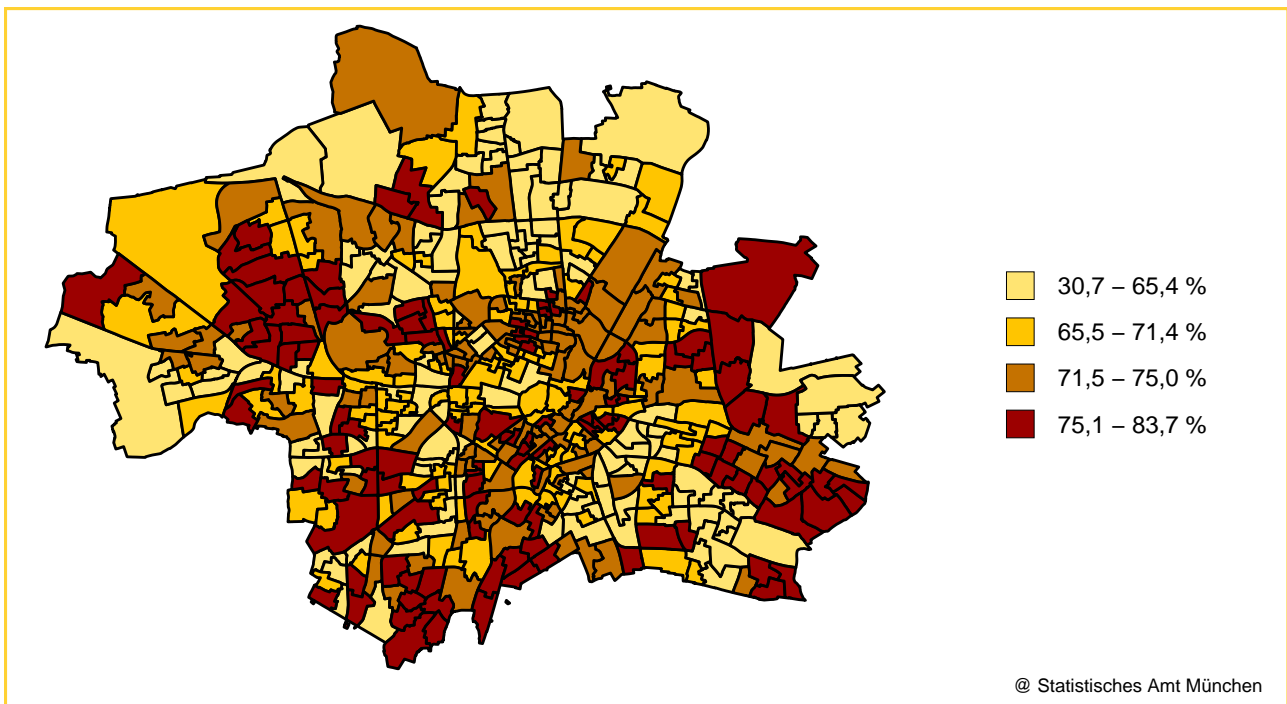 30,7 – 65,4 %
65,5 – 71,4 %
71,5 – 75,0 %
75,1 – 83,7 %
@ Statistisches Amt München